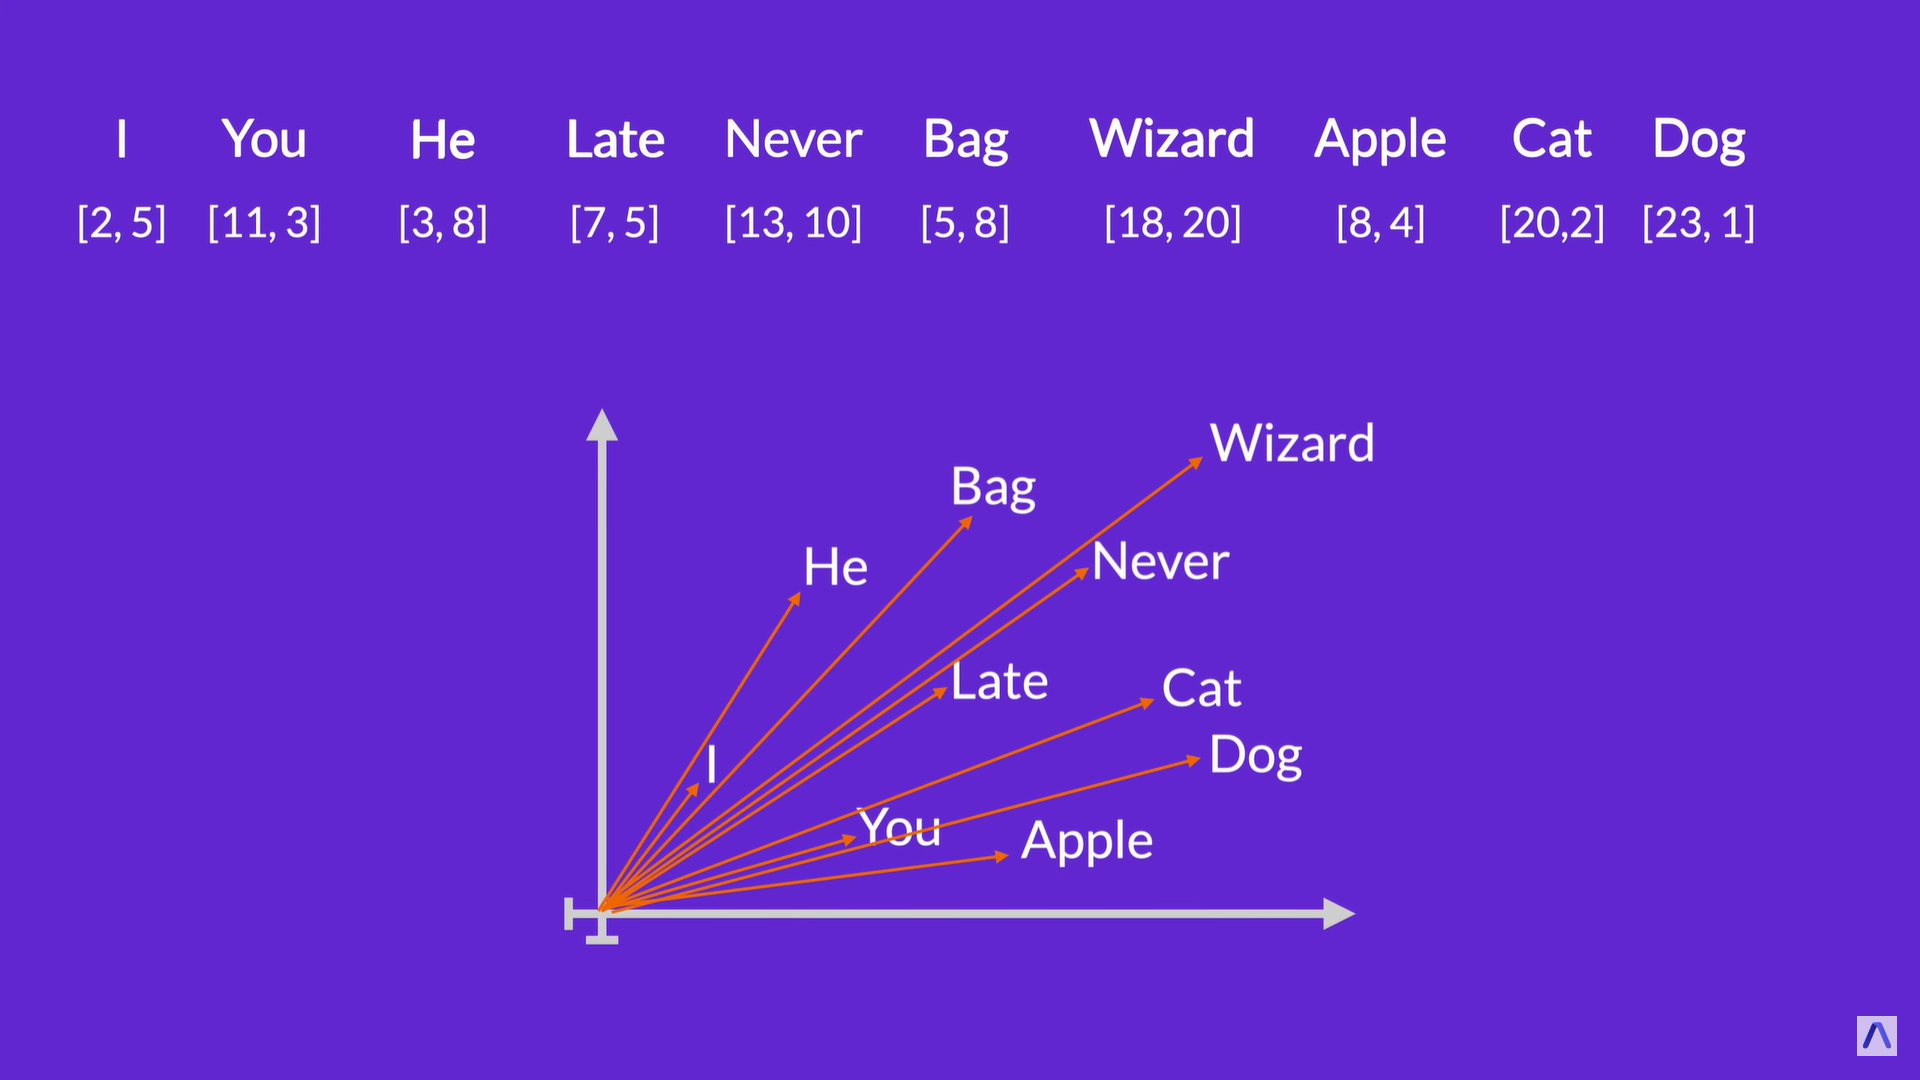 I You He Late Never Bag Wizard Apple Cat Dog
[2, 5] [11, 3] [3, 8] [7, 5] [13, 10] [5, 8] [18, 20] [8, 4] [20,2] [23, 1]
Wizard
Bag
Never
He
Late
Cat
Dog
I
You
Apple